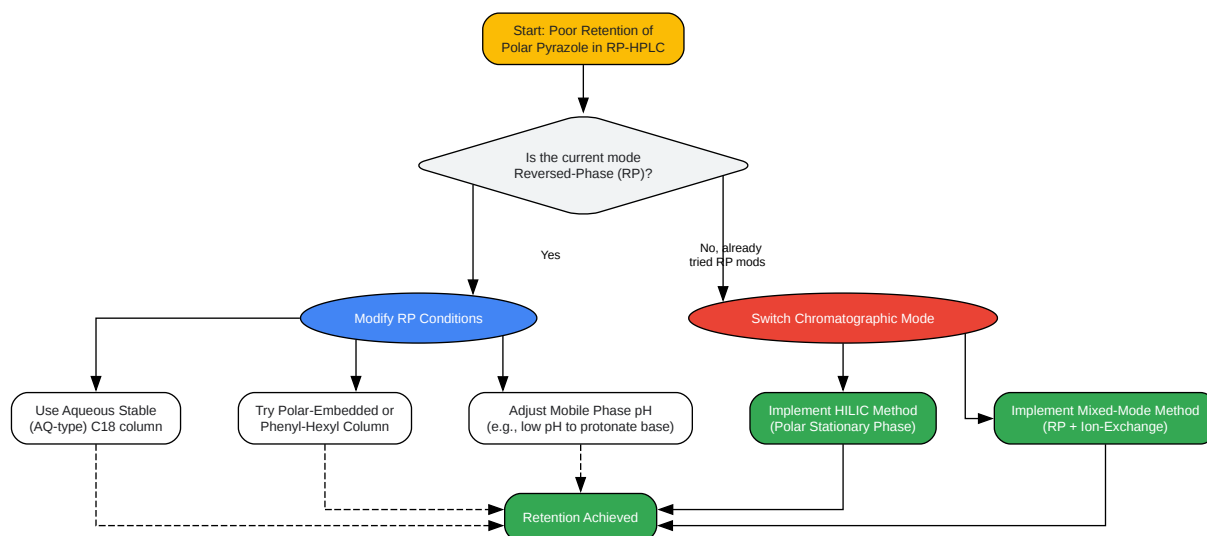 Start: Poor Retention of
Polar Pyrazole in RP-HPLC
Is the current mode
Reversed-Phase (RP)?
Yes
No, already
tried RP mods
Modify RP Conditions
Switch Chromatographic Mode
Use Aqueous Stable
(AQ-type) C18 column
Try Polar-Embedded or
Phenyl-Hexyl Column
Adjust Mobile Phase pH
(e.g., low pH to protonate base)
Implement HILIC Method
(Polar Stationary Phase)
Implement Mixed-Mode Method
(RP + Ion-Exchange)
Retention Achieved